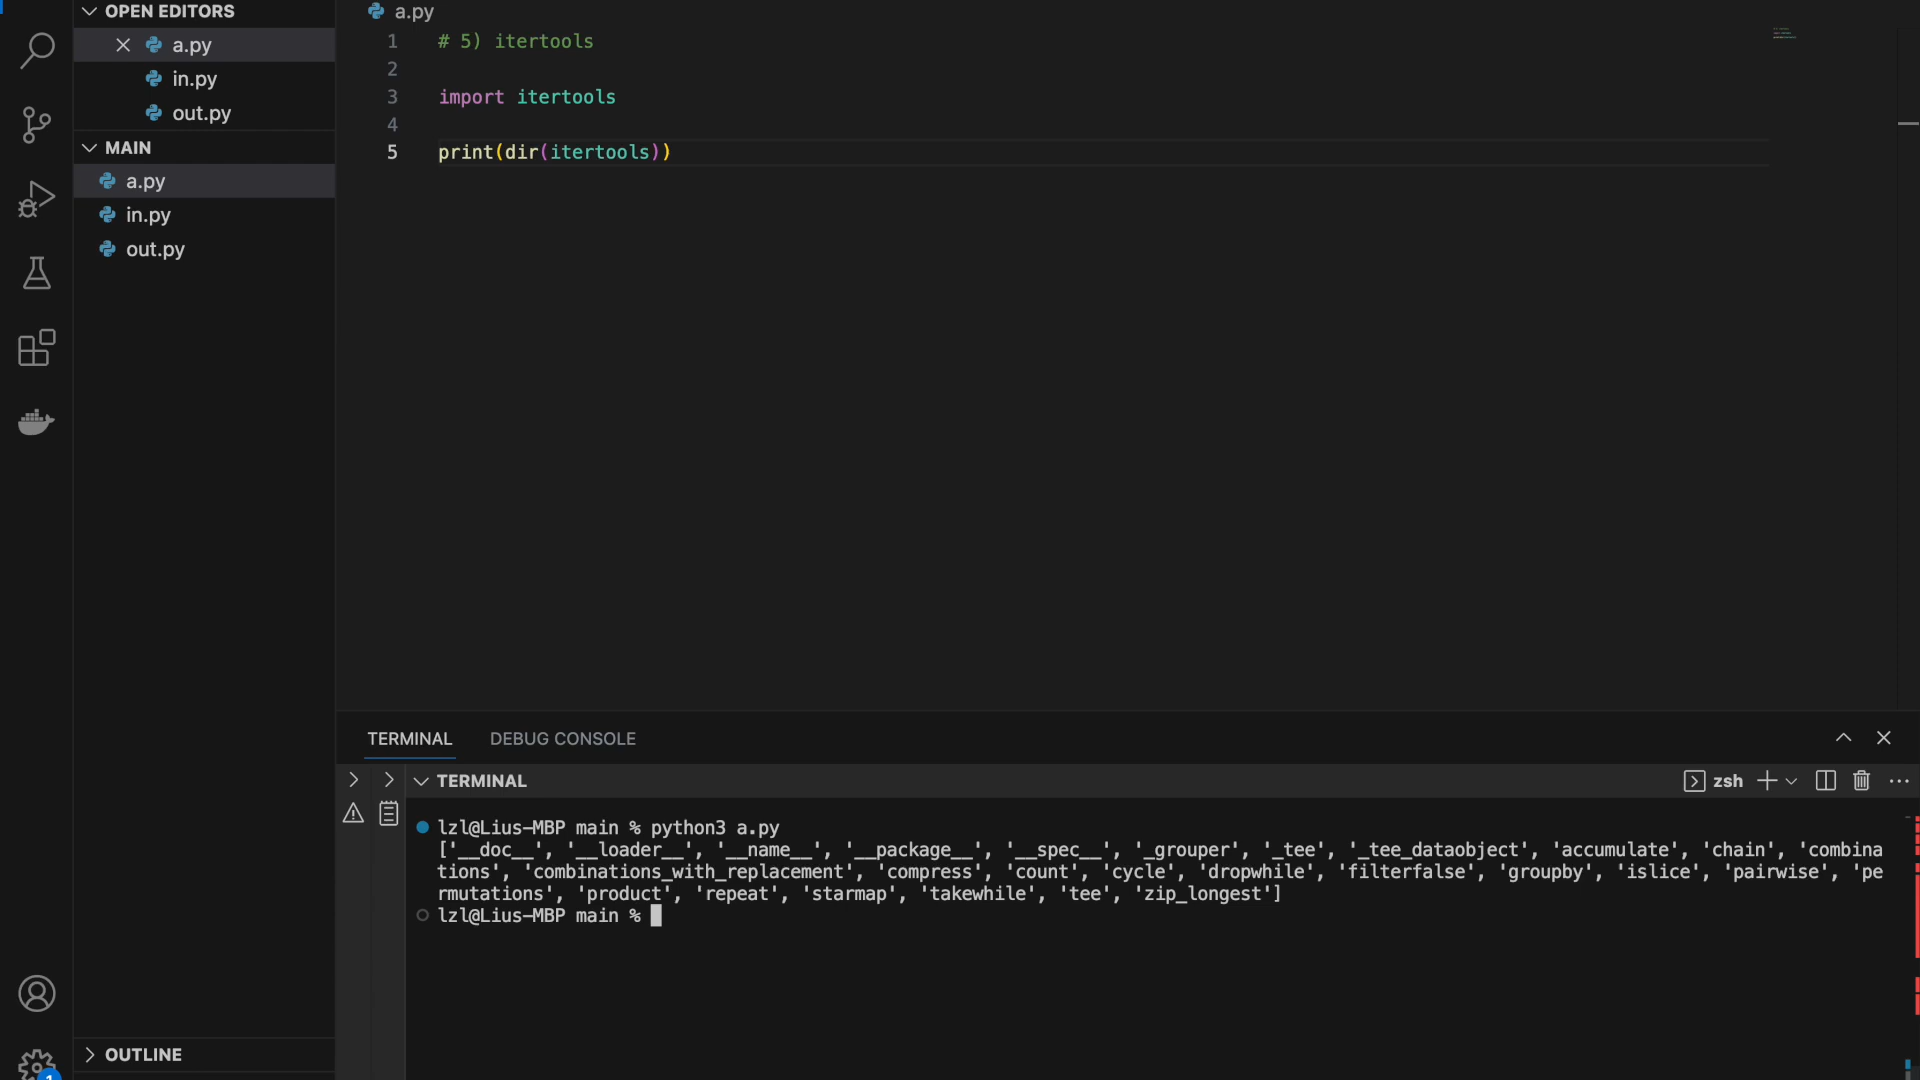 OPEN EDITORS
a.py
in.py
out.py
MAIN
a.py
in.py
out.py
OUTLINE
1
a.py
1 # 5) itertools
2
3 import itertools
4
5 print(dir(itertools))
TERMINAL
DEBUG CONSOLE
TERMINAL
zsh
lzl@Lius-MBP main % python3 a.py
['__doc__', '__loader__', '__name__', '__package__', '__spec__', '_grouper', '_tee', '_tee_dataobject', 'accumulate', 'chain', 'combina
tions', 'combinations_with_replacement', 'compress', 'count', 'cycle', 'dropwhile', 'filterfalse', 'groupby', 'islice', 'pairwise', 'pe
rmutations', 'product', 'repeat', 'starmap', 'takewhile', 'tee', 'zip_longest']
lzl@Lius-MBP main %